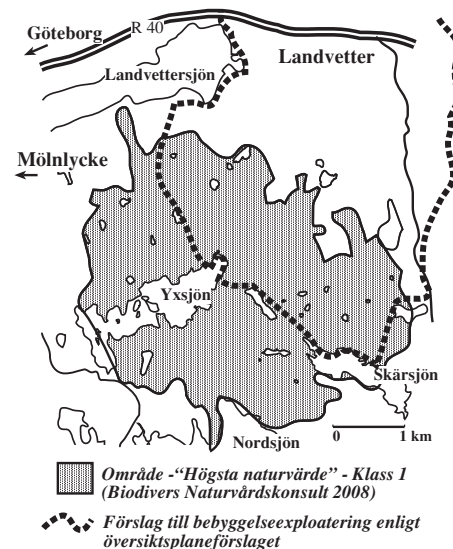 Göteborg
R 40
Landvettersjön
Landvetter
Mölnlycke
Yxsjön
Skärsjön
Nordsjön
0 1 km
Område -"Högsta naturvärde" - Klass 1
(Biodivers Naturvårdskonsult 2008)
Förslag till bebyggelseexploatering enligt
översiktsplaneförslaget